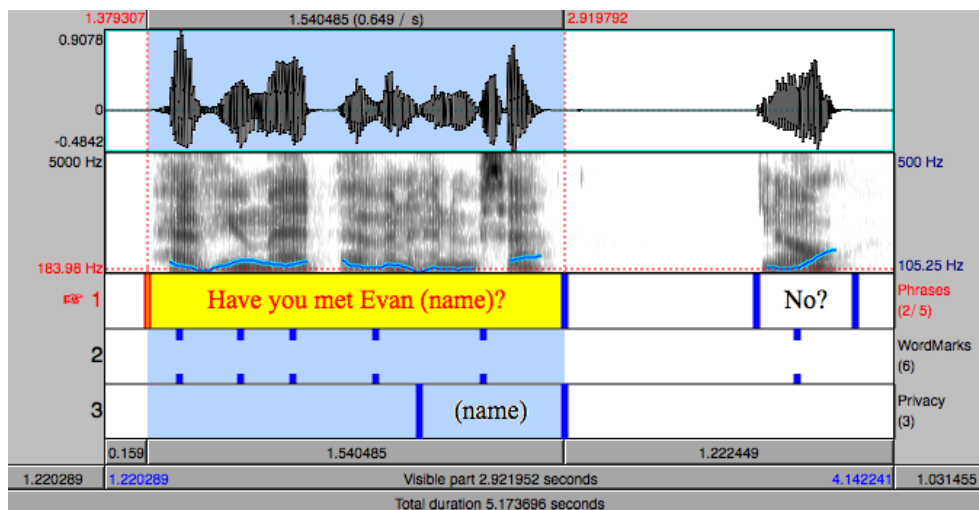 1.379307 1.540485 (0.649 / s) 2.919792
0.9078
0
-0.4842
5000 Hz 500 Hz
183.98 Hz 105.25 Hz
☞ 1 Have you met Evan (name)? No? Phrases
(2/5)
2 WordMarks
(6)
3 (name) Privacy
(3)
0.159 1.540485 1.222449
1.220289 1.220289 Visible part 2.921952 seconds 4.142241 1.031455
Total duration 5.173696 seconds